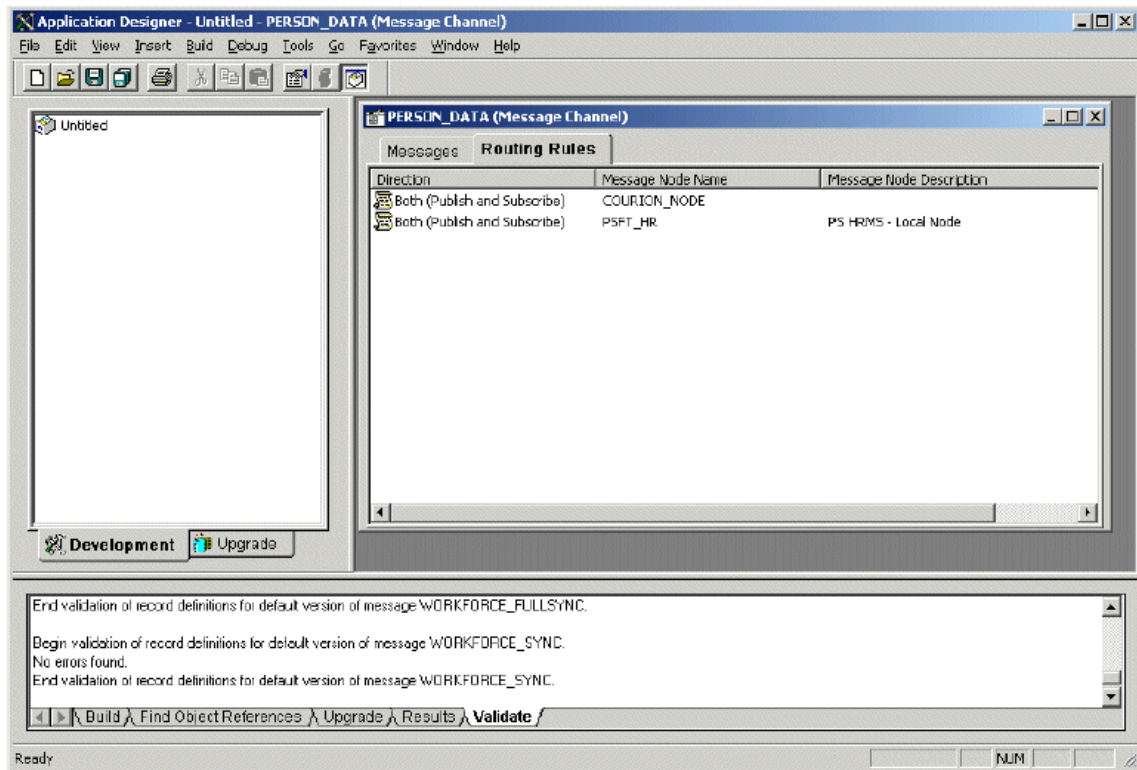 Application Designer - Untitled - PERSON_DATA (Message Channel)
File Edit View Insert Build Debug Tools Go Favorites Window Help
Untitled
PERSON_DATA (Message Channel)
Messages Routing Rules
Direction Message Node Name Message Node Description
Both (Publish and Subscribe) COURION_NODE
Both (Publish and Subscribe) PSFT_HR PS HRMS - Local Node
Development Upgrade
End validation of record definitions for default version of message WORKFORCE_FULLSYNC.
Begin validation of record definitions for default version of message WORKFORCE_SYNC.
No errors found.
End validation of record definitions for default version of message WORKFORCE_SYNC.
Build Find Object References Upgrade Results Validate
Ready NUM